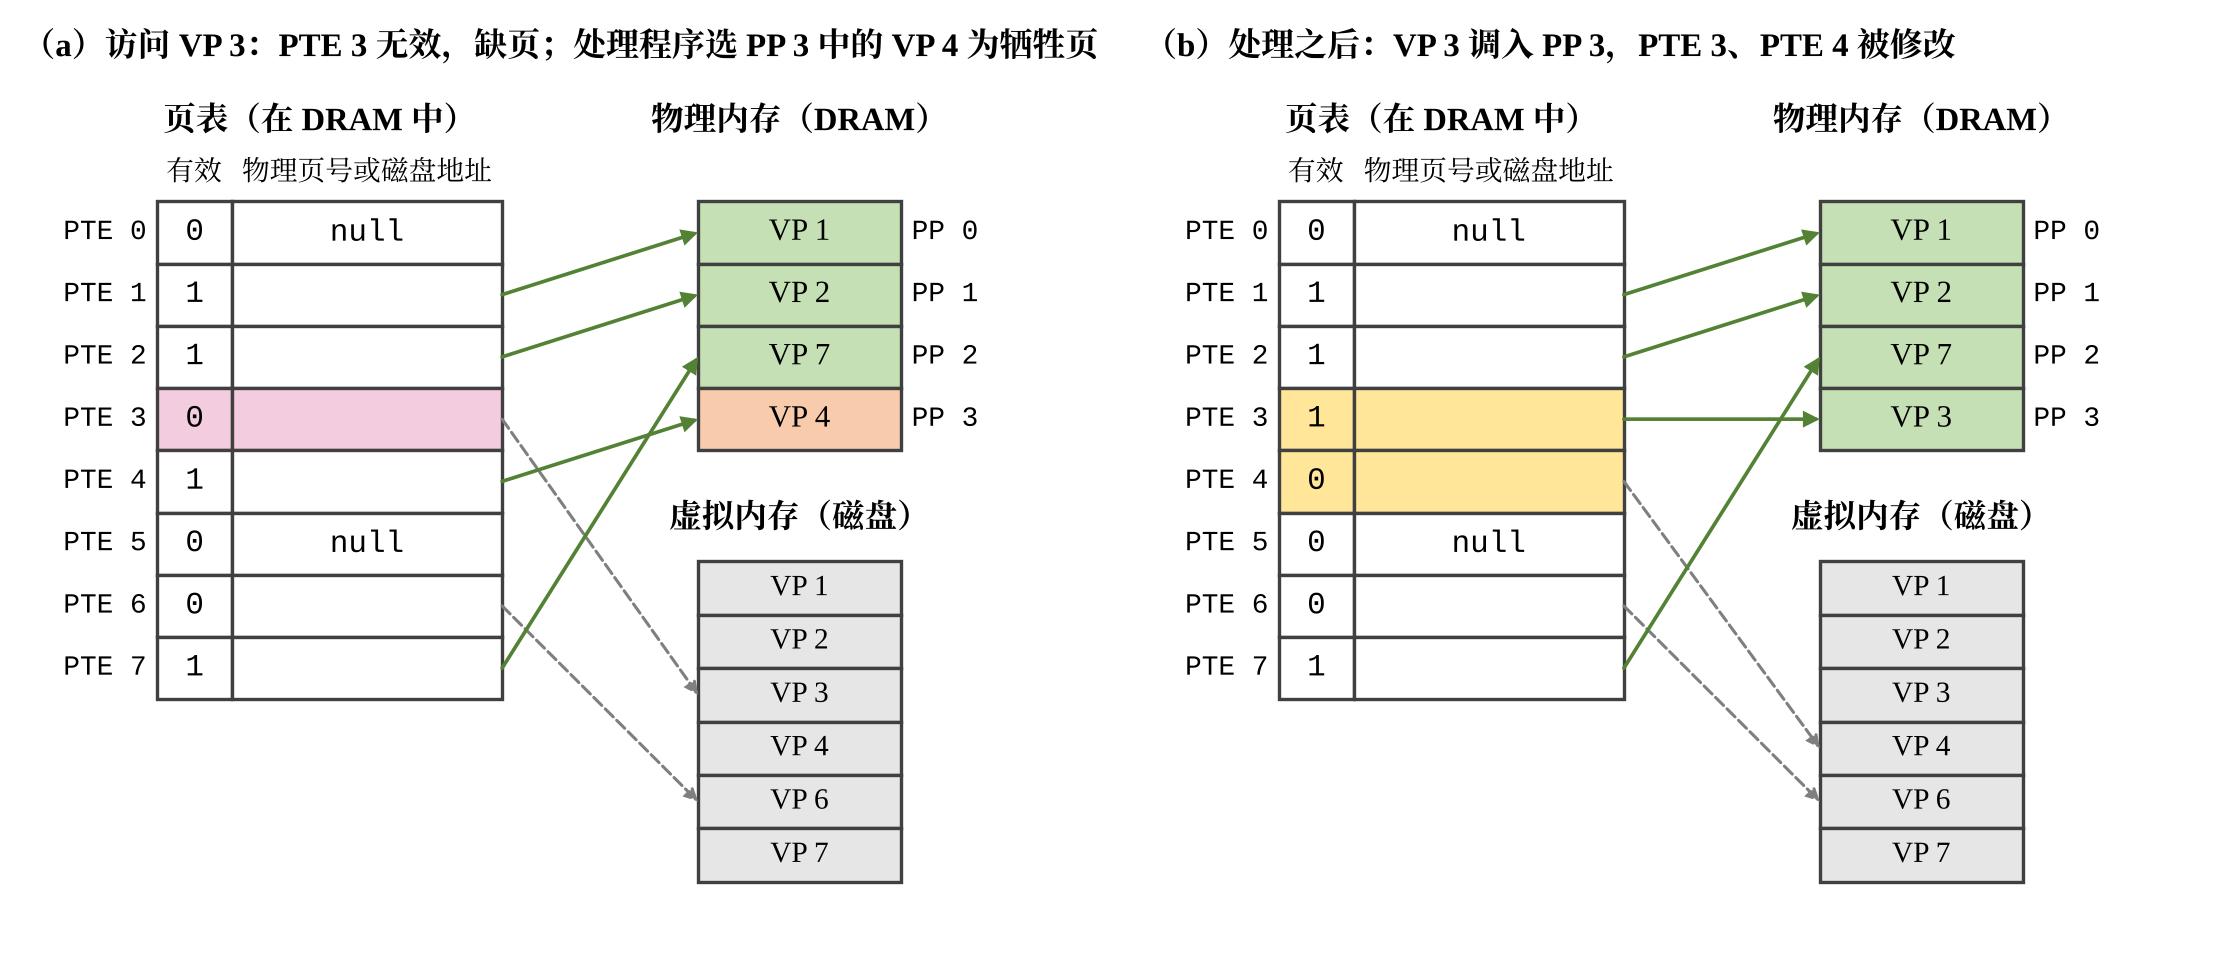 （a）访问 VP 3：PTE 3 无效，缺页；处理程序选 PP 3 中的 VP 4 为牺牲页
页表（在 DRAM 中）
物理内存（DRAM）
有效 物理页号或磁盘地址
PTE 0 0 null VP 1 PP 0
PTE 1 1 VP 2 PP 1
PTE 2 1 VP 7 PP 2
PTE 3 0 VP 4 PP 3
PTE 4 1
PTE 5 0 null
PTE 6 0
PTE 7 1
虚拟内存（磁盘）
VP 1
VP 2
VP 3
VP 4
VP 6
VP 7
（b）处理之后：VP 3 调入 PP 3，PTE 3、PTE 4 被修改
页表（在 DRAM 中）
物理内存（DRAM）
有效 物理页号或磁盘地址
PTE 0 0 null VP 1 PP 0
PTE 1 1 VP 2 PP 1
PTE 2 1 VP 7 PP 2
PTE 3 1 VP 3 PP 3
PTE 4 0
PTE 5 0 null
PTE 6 0
PTE 7 1
虚拟内存（磁盘）
VP 1
VP 2
VP 3
VP 4
VP 6
VP 7